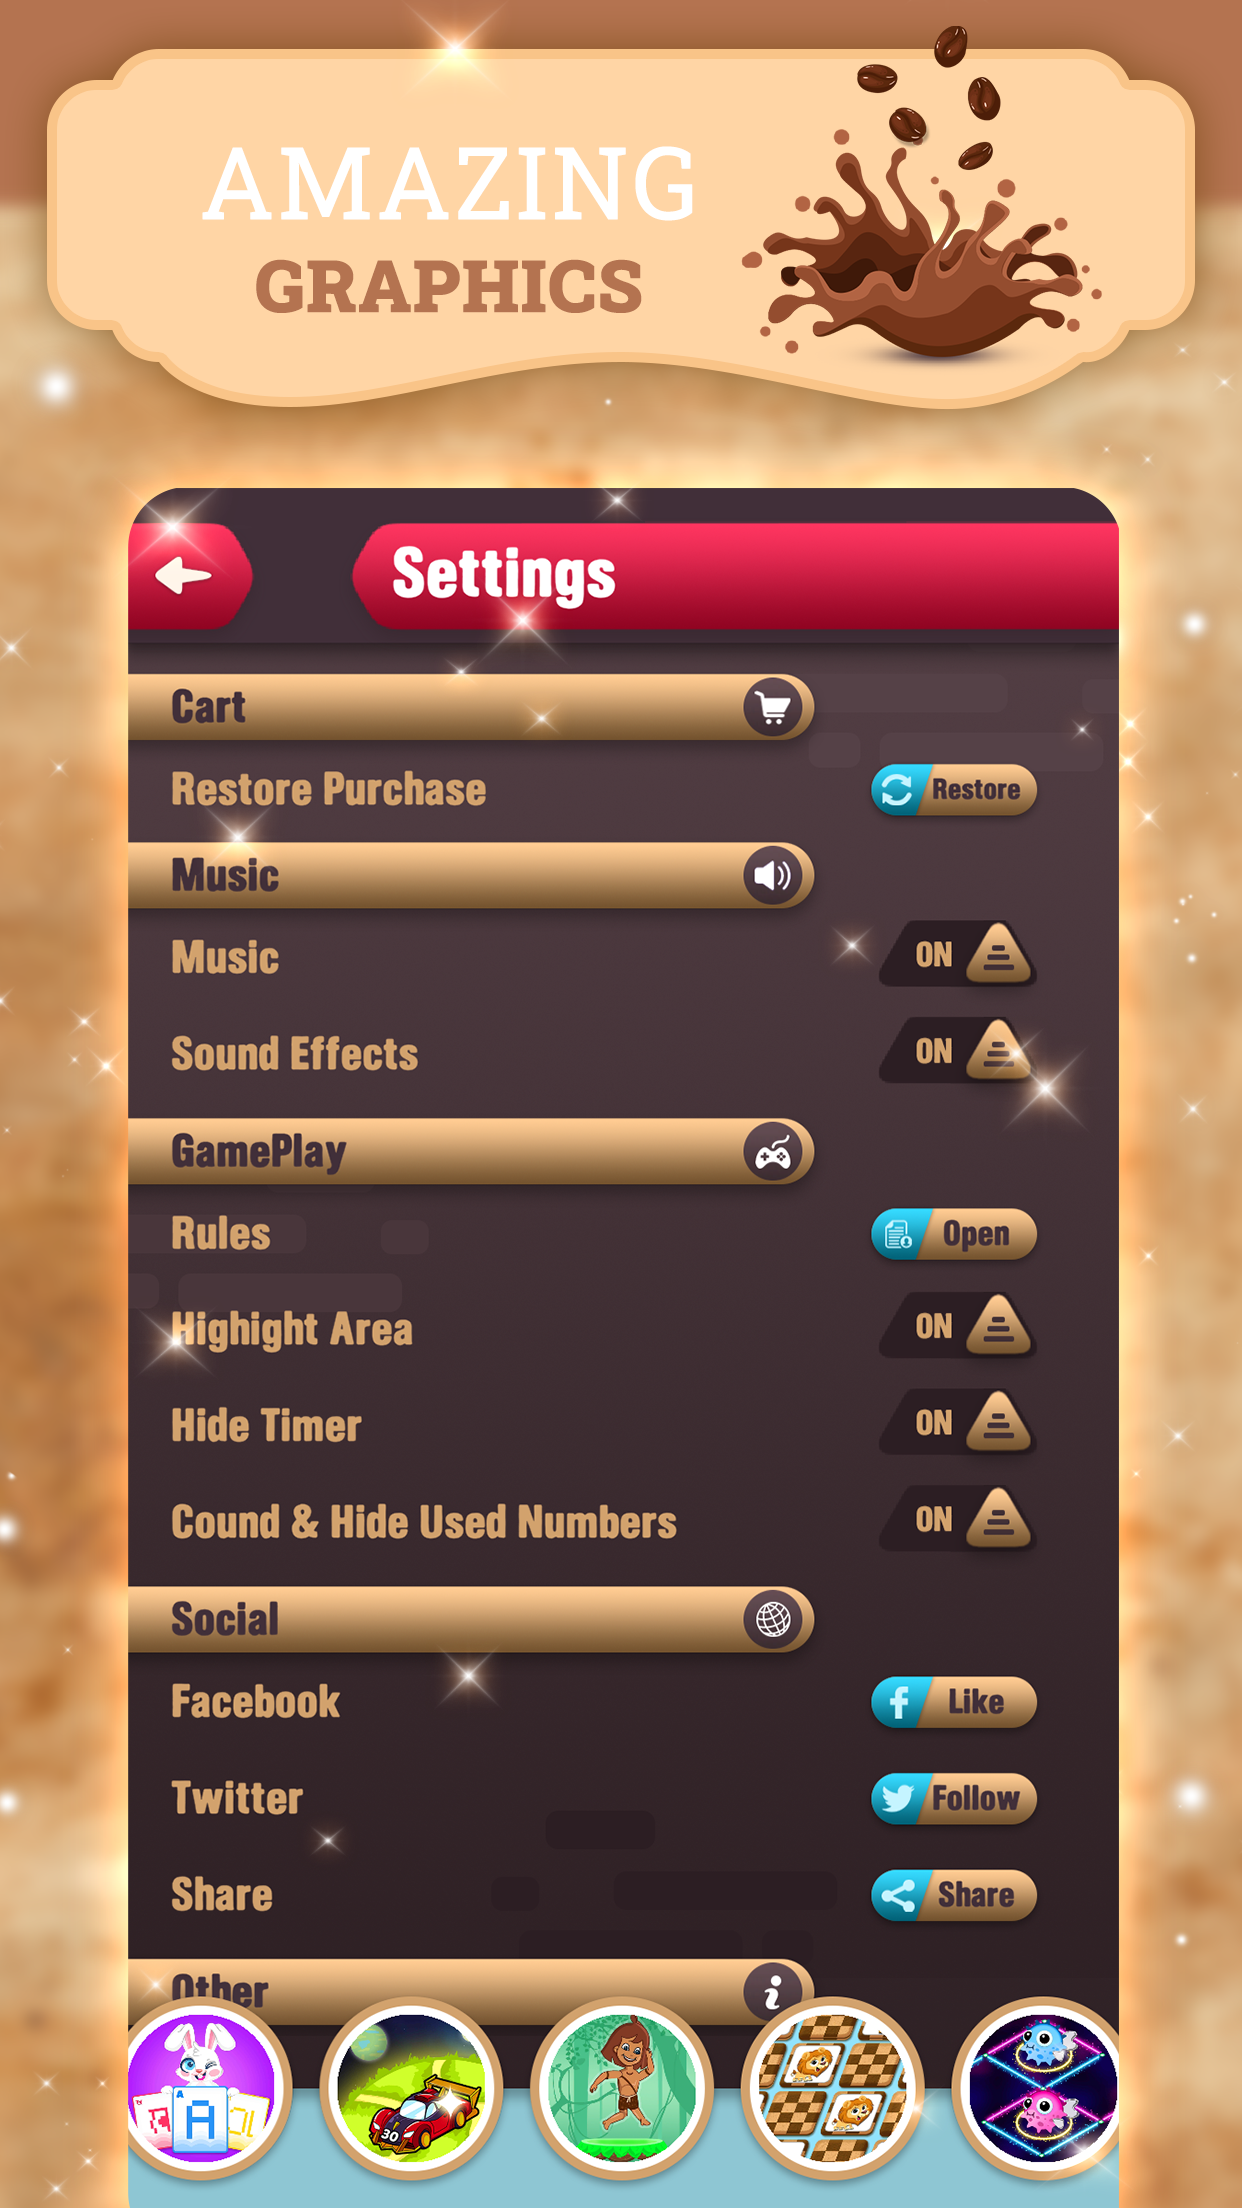 AMAZING
GRAPHICS
Settings
Cart
Restore Purchase
Restore
Music
Music
ON
Sound Effects
ON
GamePlay
Rules
Open
Highight Area
ON
Hide Timer
ON
Cound & Hide Used Numbers
ON
Social
Facebook
Like
Twitter
Follow
Share
Share
Other
A
A
30